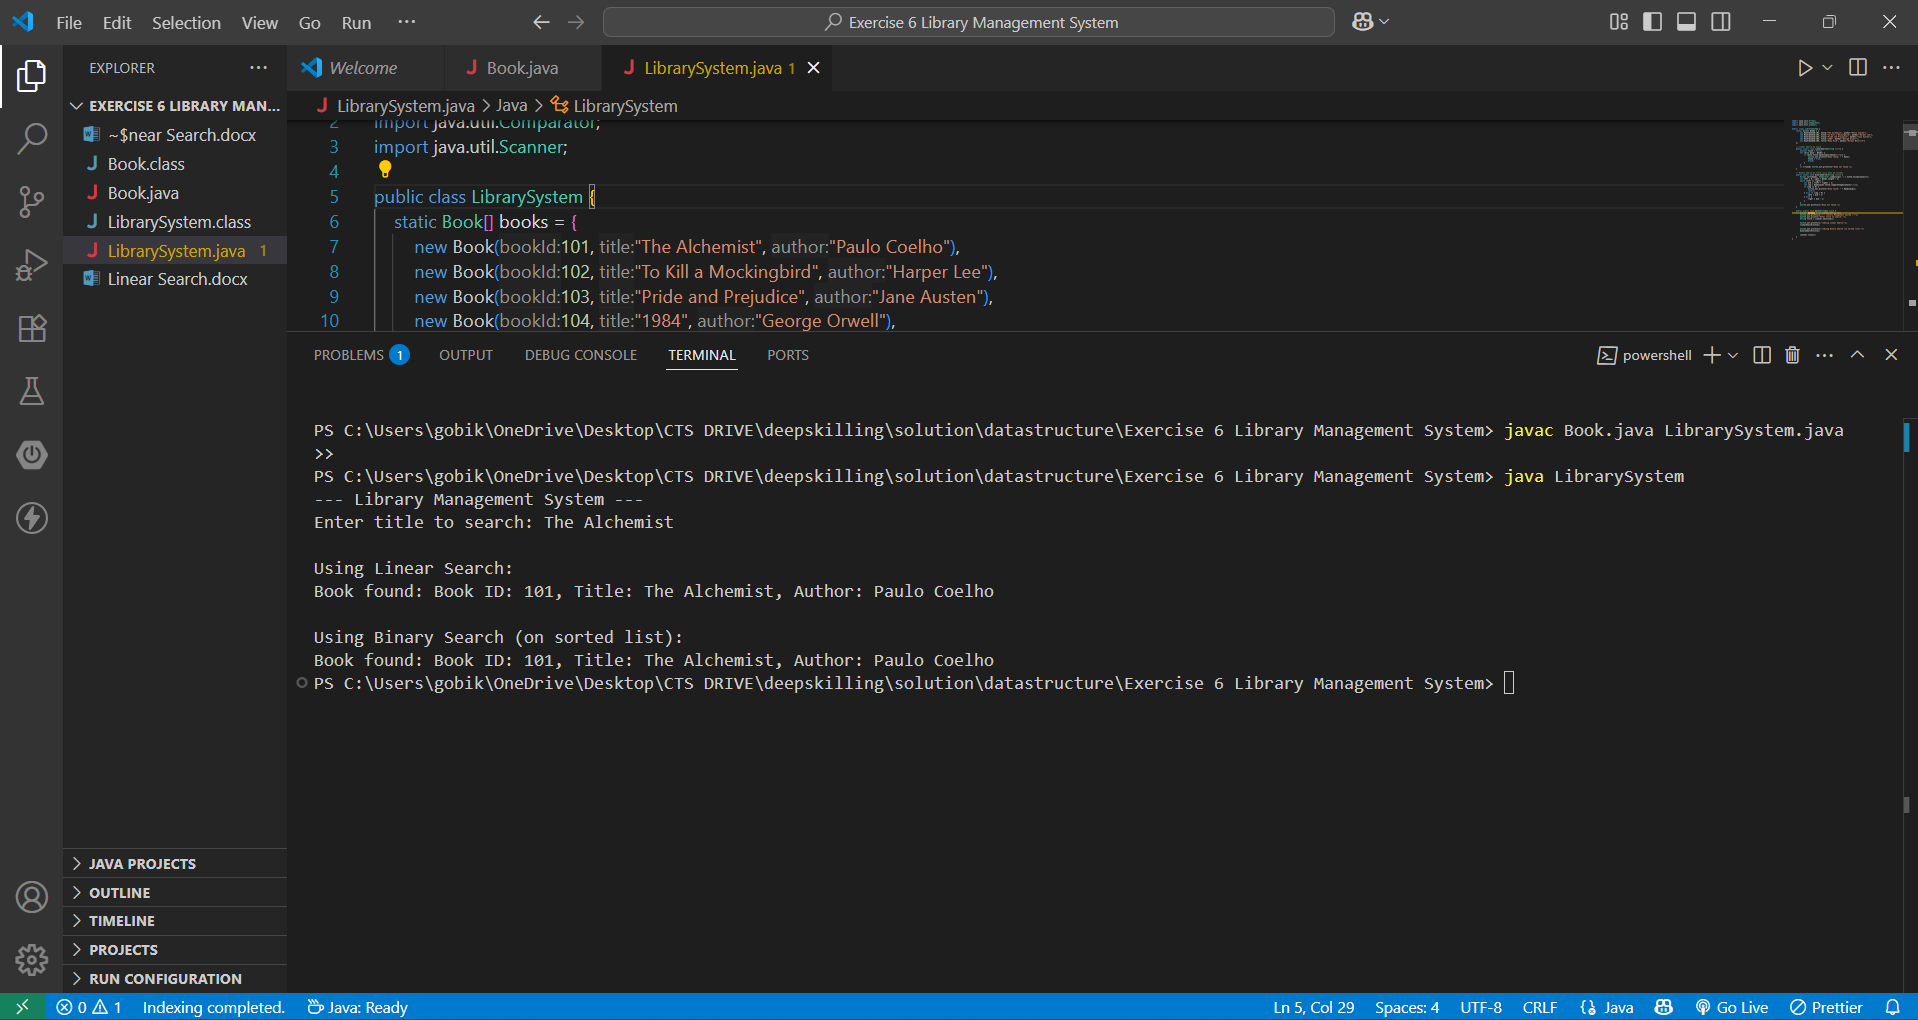 File Edit Selection View Go Run ···
Exercise 6 Library Management System
EXPLORER
EXERCISE 6 LIBRARY MAN...
~$near Search.docx
Book.class
Book.java
LibrarySystem.class
LibrarySystem.java 1
Linear Search.docx
JAVA PROJECTS
OUTLINE
TIMELINE
PROJECTS
RUN CONFIGURATION
Welcome Book.java LibrarySystem.java 1
LibrarySystem.java > Java > LibrarySystem
2 import java.util.Comparator;
3 import java.util.Scanner;
4
5 public class LibrarySystem {
6 static Book[] books = {
7 new Book(bookId:101, title:"The Alchemist", author:"Paulo Coelho"),
8 new Book(bookId:102, title:"To Kill a Mockingbird", author:"Harper Lee"),
9 new Book(bookId:103, title:"Pride and Prejudice", author:"Jane Austen"),
10 new Book(bookId:104, title:"1984", author:"George Orwell"),
PROBLEMS 1 OUTPUT DEBUG CONSOLE TERMINAL PORTS
powershell
PS C:\Users\gobik\OneDrive\Desktop\CTS DRIVE\deepskilling\solution\datastructure\Exercise 6 Library Management System> javac Book.java LibrarySystem.java
>>
PS C:\Users\gobik\OneDrive\Desktop\CTS DRIVE\deepskilling\solution\datastructure\Exercise 6 Library Management System> java LibrarySystem
--- Library Management System ---
Enter title to search: The Alchemist
Using Linear Search:
Book found: Book ID: 101, Title: The Alchemist, Author: Paulo Coelho
Using Binary Search (on sorted list):
Book found: Book ID: 101, Title: The Alchemist, Author: Paulo Coelho
PS C:\Users\gobik\OneDrive\Desktop\CTS DRIVE\deepskilling\solution\datastructure\Exercise 6 Library Management System>
0 1 Indexing completed. Java: Ready
Ln 5, Col 29 Spaces: 4 UTF-8 CRLF Java Go Live Prettier